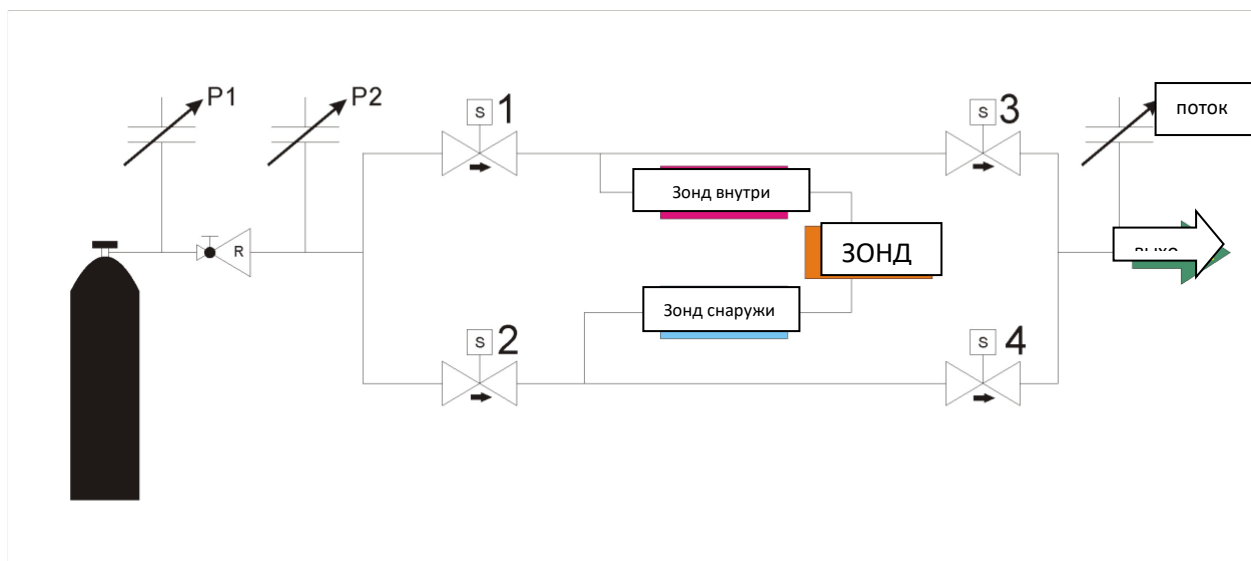 P1
P2
S 1
S 3
поток
Зонд внутри
R
ЗОНД
Зонд снаружи
S 2
S 4